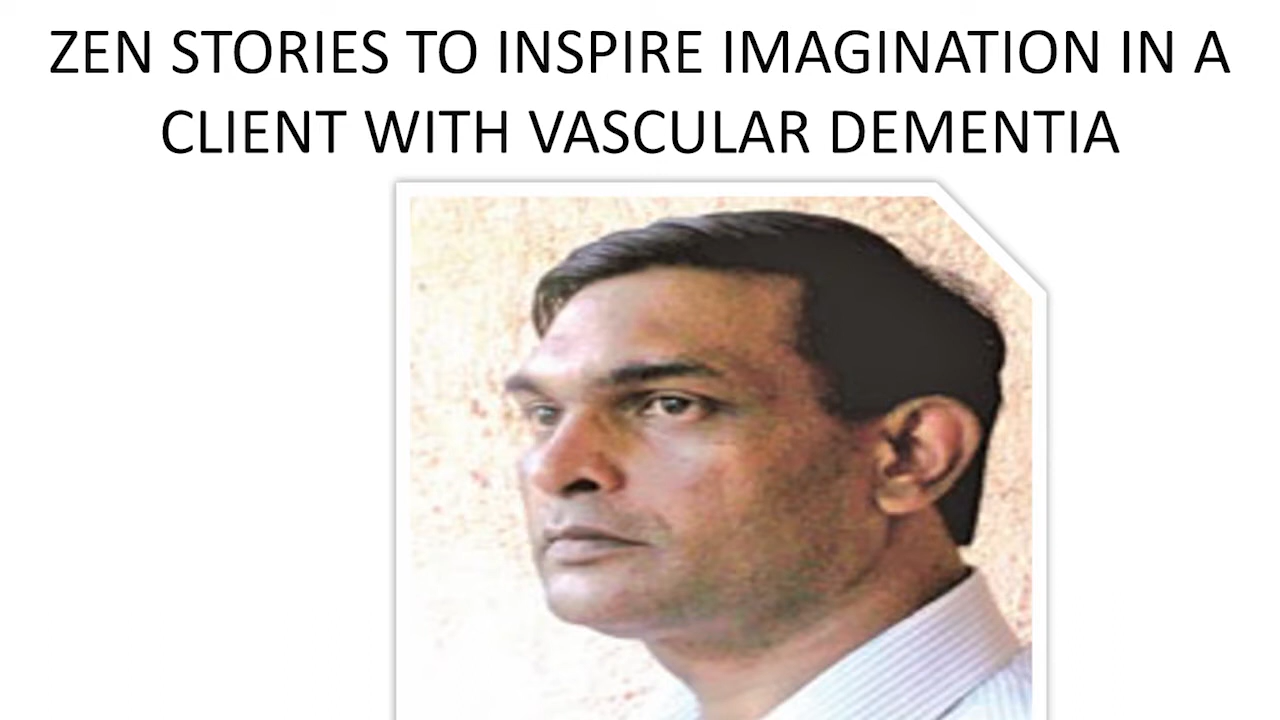 ZEN STORIES TO INSPIRE IMAGINATION IN A
CLIENT WITH VASCULAR DEMENTIA